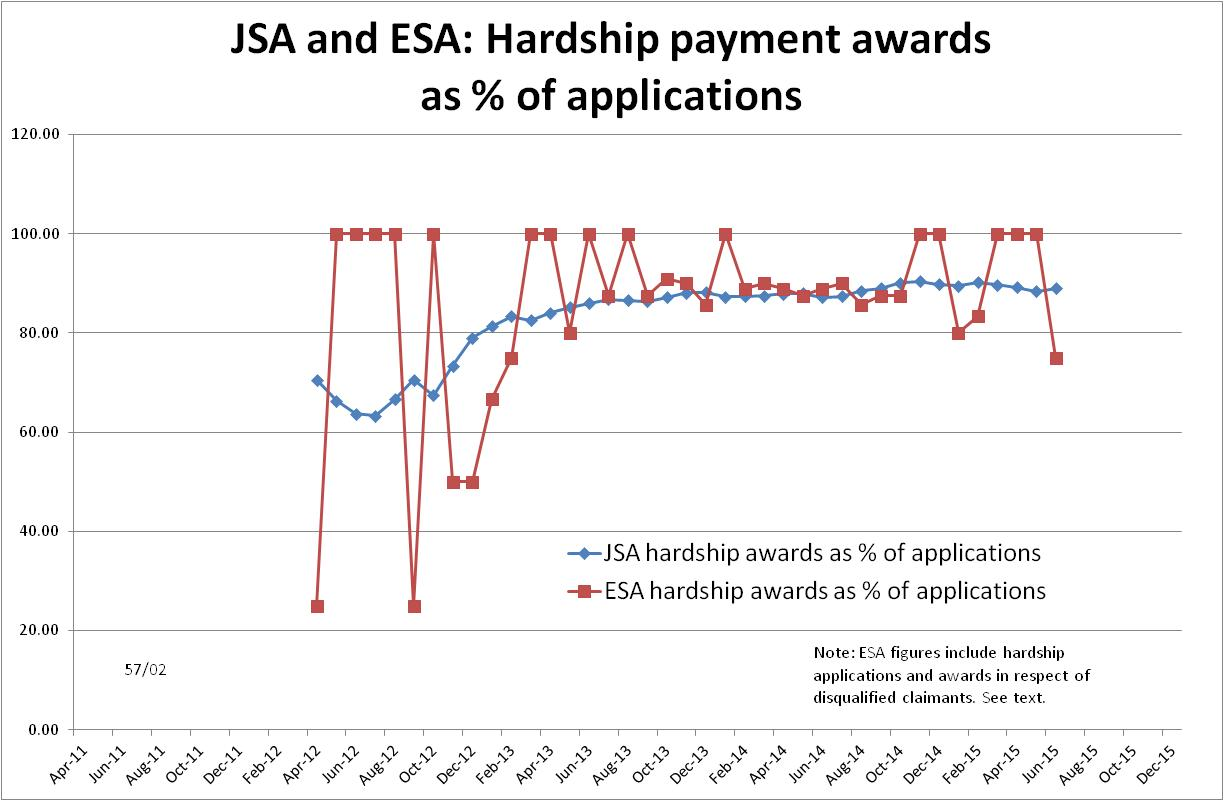 JSA and ESA: Hardship payment awards
as % of applications
120.00
100.00
80.00
60.00
40.00
20.00
0.00
JSA hardship awards as % of applications
ESA hardship awards as % of applications
57/02
Note: ESA figures include hardship
applications and awards in respect of
disqualified claimants. See text.
Apr-11
Jun-11
Aug-11
Oct-11
Dec-11
Feb-12
Apr-12
Jun-12
Aug-12
Oct-12
Dec-12
Feb-13
Apr-13
Jun-13
Aug-13
Oct-13
Dec-13
Feb-14
Apr-14
Jun-14
Aug-14
Oct-14
Dec-14
Feb-15
Apr-15
Jun-15
Aug-15
Oct-15
Dec-15